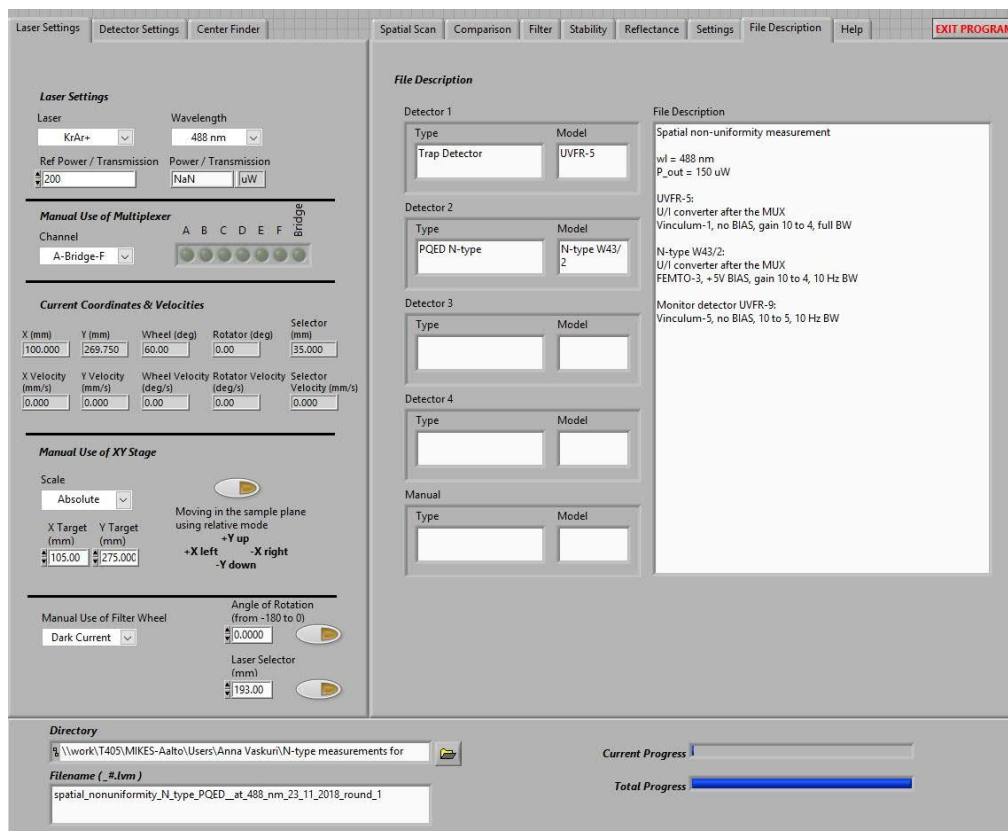 Laser Settings Detector Settings Center Finder
Spatial Scan Comparison Filter Stability Reflectance Settings File Description Help EXIT PROGRAM
Laser Settings
Laser Wavelength
KrAr+ 488 nm
Ref Power / Transmission Power / Transmission
200 NaN uW
Manual Use of Multiplexer
Channel A B C D E F Bridge
A-Bridge-F
Current Coordinates & Velocities
X (mm) Y (mm) Wheel (deg) Rotator (deg) Selector (mm)
100.000 269.750 60.00 0.00 35.000
X Velocity (mm/s) Y Velocity (mm/s) Wheel Velocity (deg/s) Rotator Velocity (deg/s) Selector Velocity (mm/s)
0.000 0.000 0.00 0.00 0.000
Manual Use of XY Stage
Scale
Absolute
X Target (mm) Y Target (mm)
105.00 275.000
Moving in the sample plane
using relative mode
+Y up
+X left -X right
-Y down
Manual Use of Filter Wheel
Dark Current
Angle of Rotation
(from -180 to 0)
0.0000
Laser Selector
(mm)
193.00
File Description
Detector 1
Type Model
Trap Detector UVFR-5
Detector 2
Type Model
PQED N-type N-type W43/
2
Detector 3
Type Model
Detector 4
Type Model
Manual
Type Model
File Description
Spatial non-uniformity measurement
wl = 488 nm
P_out = 150 uW
UVFR-5:
U/I converter after the MUX
Vinculum-1, no BIAS, gain 10 to 4, full BW
N-type W43/2:
U/I converter after the MUX
FEMTO-3, +5V BIAS, gain 10 to 4, 10 Hz BW
Monitor detector UVFR-9:
Vinculum-5, no BIAS, 10 to 5, 10 Hz BW
Directory
\\work\T405\MIKES-Aalto\Users\Anna Vaskuri\N-type measurements for
Filename (_#.lvm )
spatial_nonuniformity_N_type_PQED__at_488_nm_23_11_2018_round_1
Current Progress
Total Progress